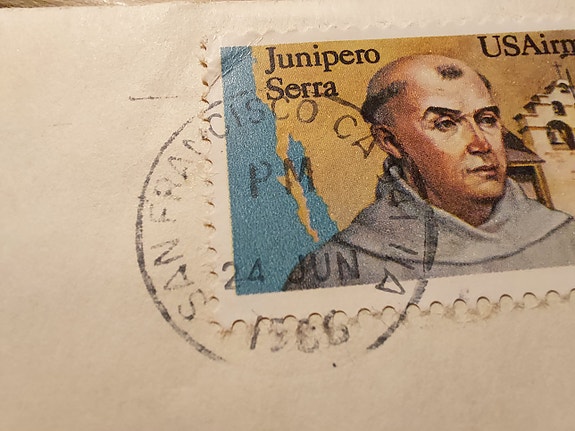 Junipero USAirm
Serra
SAN FRANCISCO CA
PM
24 JUN
1986